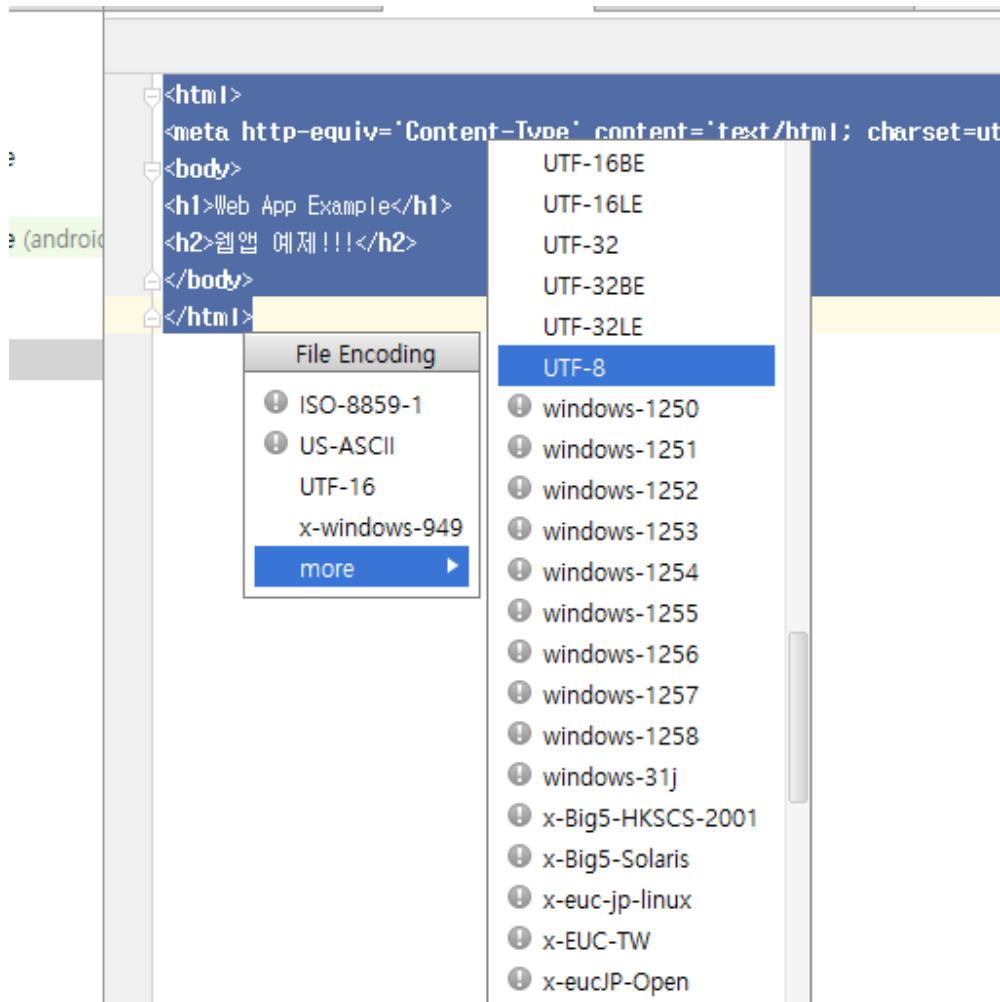 <html>
<meta http-equiv='Content-Type' content='text/html; charset=ut
<body>
<h1>Web App Example</h1>
(android
<h2>웹앱 예제!!!</h2>
</body>
</html>
File Encoding
ISO-8859-1
US-ASCII
UTF-16
x-windows-949
more
UTF-16BE
UTF-16LE
UTF-32
UTF-32BE
UTF-32LE
UTF-8
windows-1250
windows-1251
windows-1252
windows-1253
windows-1254
windows-1255
windows-1256
windows-1257
windows-1258
windows-31j
x-Big5-HKSCS-2001
x-Big5-Solaris
x-euc-jp-linux
x-EUC-TW
x-eucJP-Open